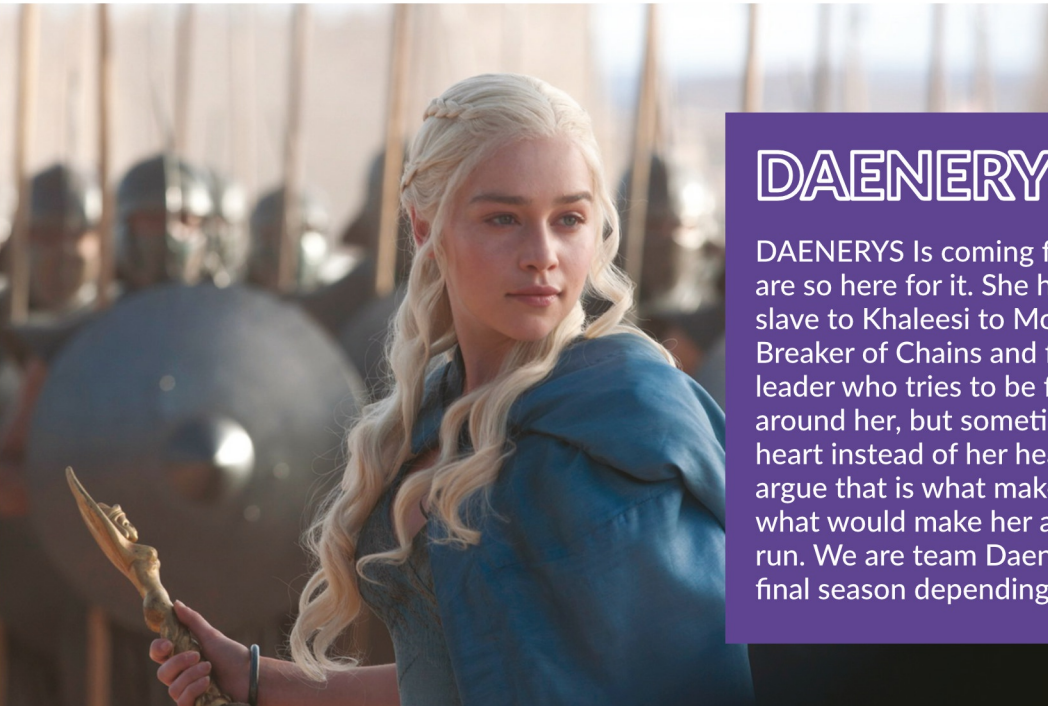 DAENERY
DAENERYS Is coming f
are so here for it. She h
slave to Khaleesi to Mo
Breaker of Chains and f
leader who tries to be f
around her, but someti
heart instead of her hea
argue that is what mak
what would make her a
run. We are team Daen
final season depending